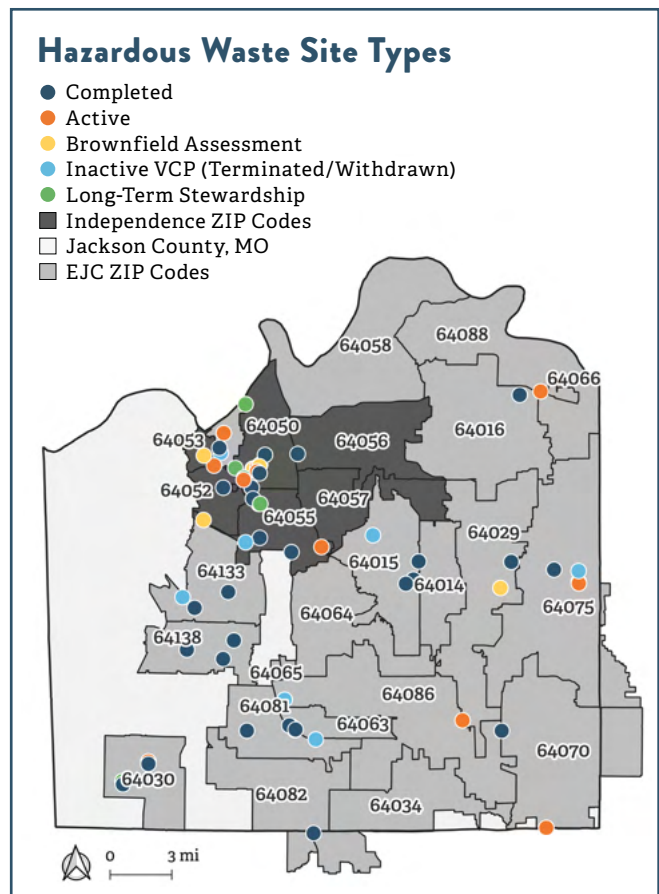 Hazardous Waste Site Types
Completed
Active
Brownfield Assessment
Inactive VCP (Terminated/Withdrawn)
Long-Term Stewardship
Independence ZIP Codes
Jackson County, MO
EJC ZIP Codes
64088
64058
64066
64050
64016
64053
64056
64052
64057
64055
64029
64015
64133
64014
64075
64064
64138
64065
64086
64081
64063
64070
64030
64082
64034
0 3 mi